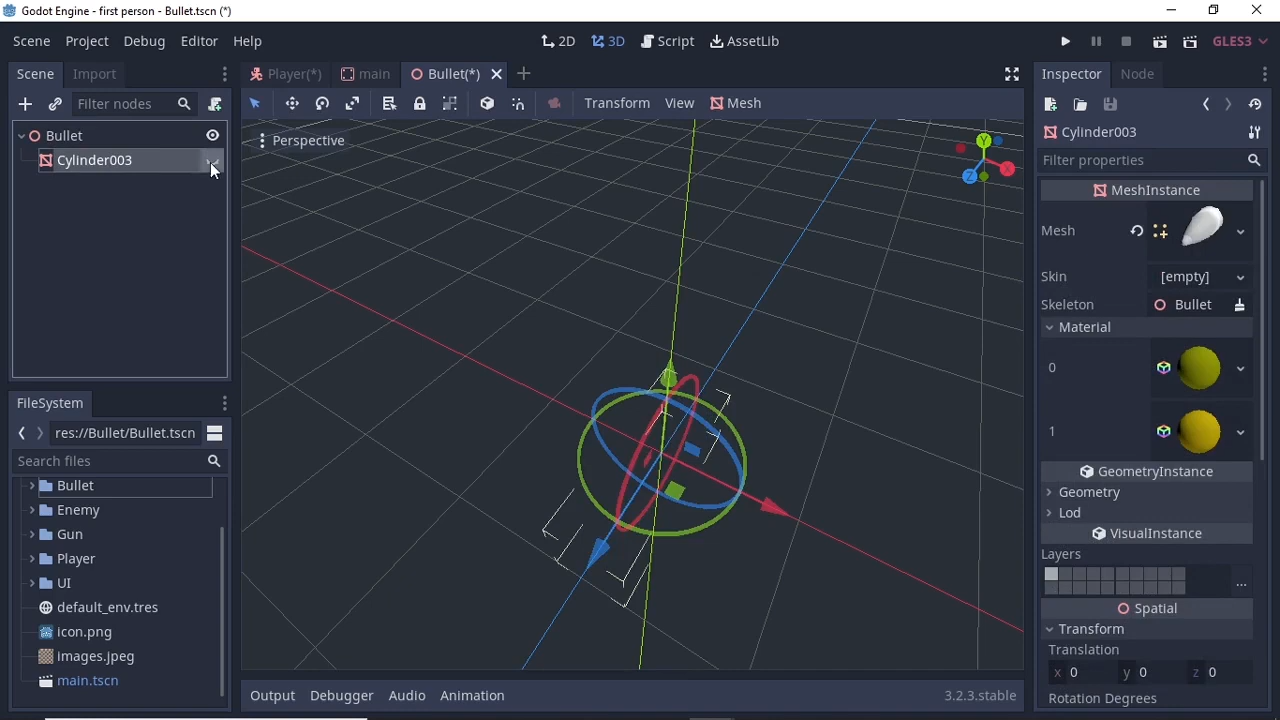 Godot Engine - first person - Bullet.tscn (*)
Scene Project Debug Editor Help
2D 3D Script AssetLib
GLES3
Scene Import
Player(*) main Bullet(*)
Inspector Node
Filter nodes
Transform View Mesh
Bullet
Cylinder003
Perspective
Y X Z
Cylinder003
Filter properties
MeshInstance
Mesh
Skin [empty]
Skeleton Bullet
Material
0
1
GeometryInstance
Geometry
Lod
VisualInstance
Layers
...
Spatial
Transform
Translation
x 0 y 0 z 0
Rotation Degrees
FileSystem
res://Bullet/Bullet.tscn
Search files
Bullet
Enemy
Gun
Player
UI
default_env.tres
icon.png
images.jpeg
main.tscn
Output Debugger Audio Animation 3.2.3.stable